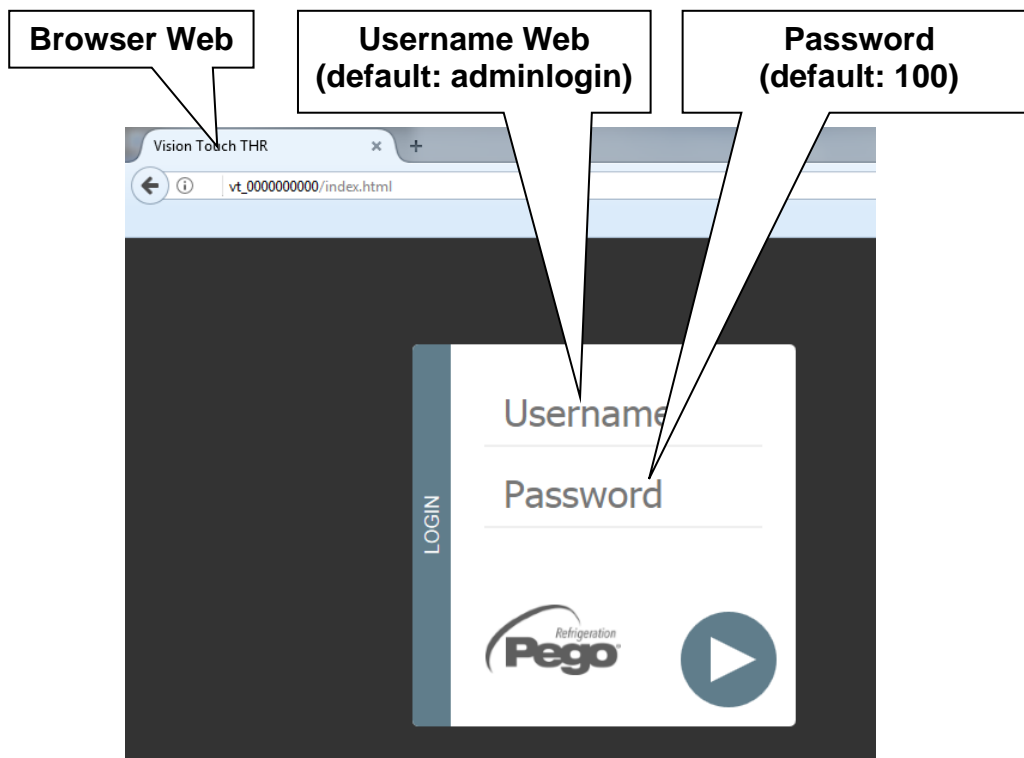 Browser Web
Username Web
(default: adminlogin)
Password
(default: 100)
Vision Touch THR
vt_0000000000/index.html
Username
Password
LOGIN
Refrigeration
Pego